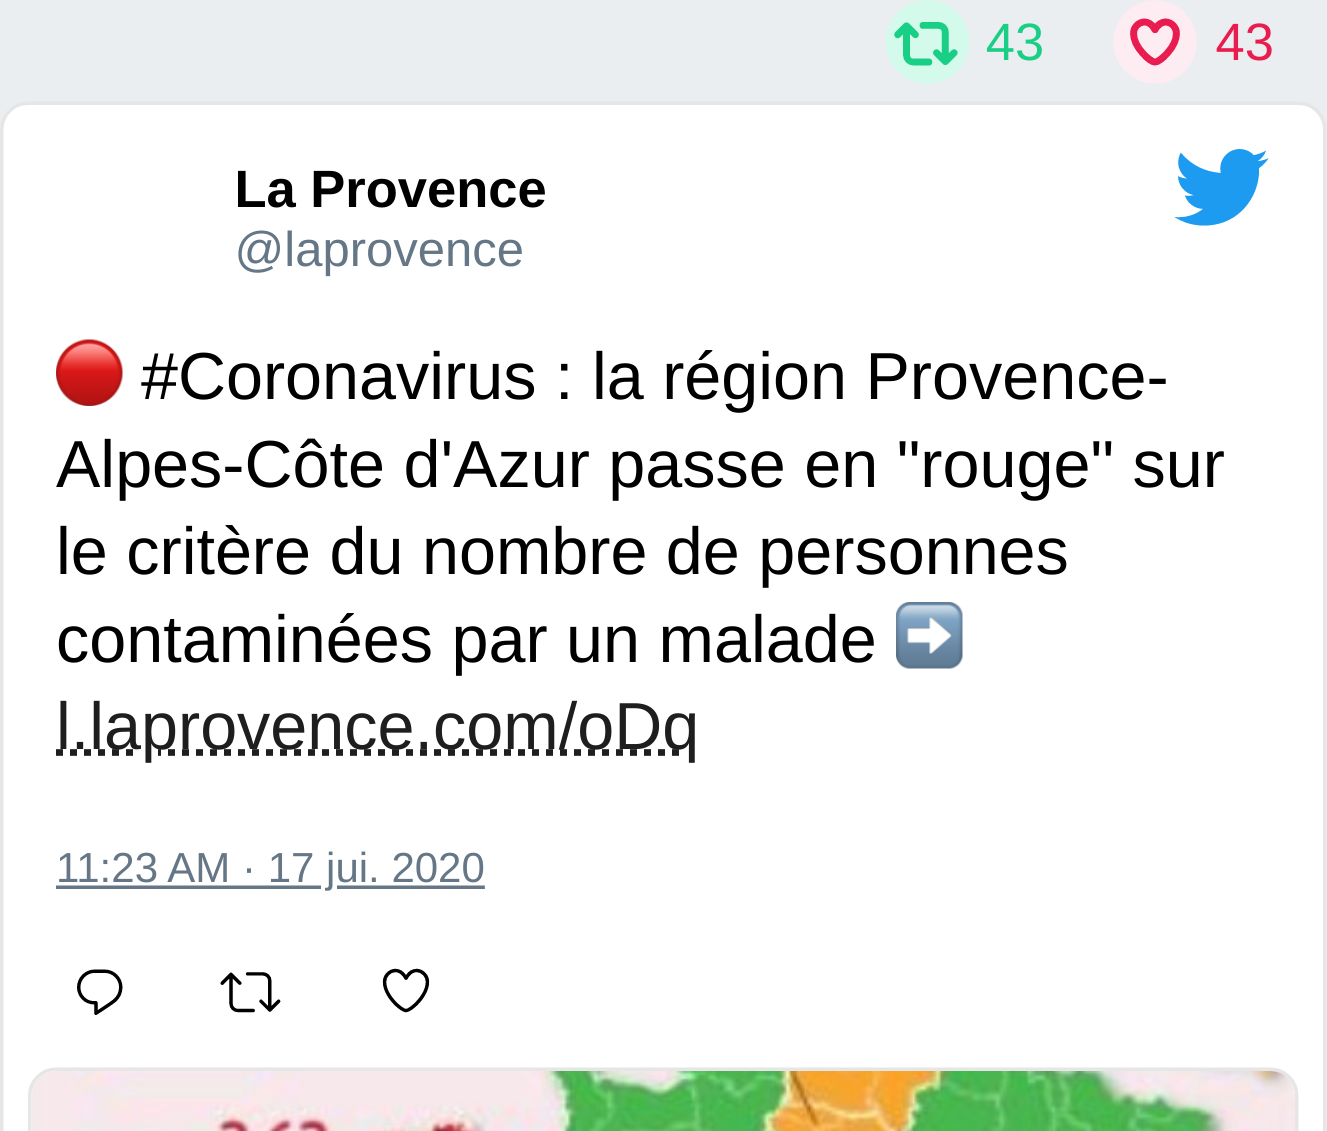 43 43
La Provence
@laprovence
🔴 #Coronavirus : la région Provence-
Alpes-Côte d'Azur passe en "rouge" sur
le critère du nombre de personnes
contaminées par un malade ➡️
l.laprovence.com/oDq
11:23 AM · 17 jui. 2020